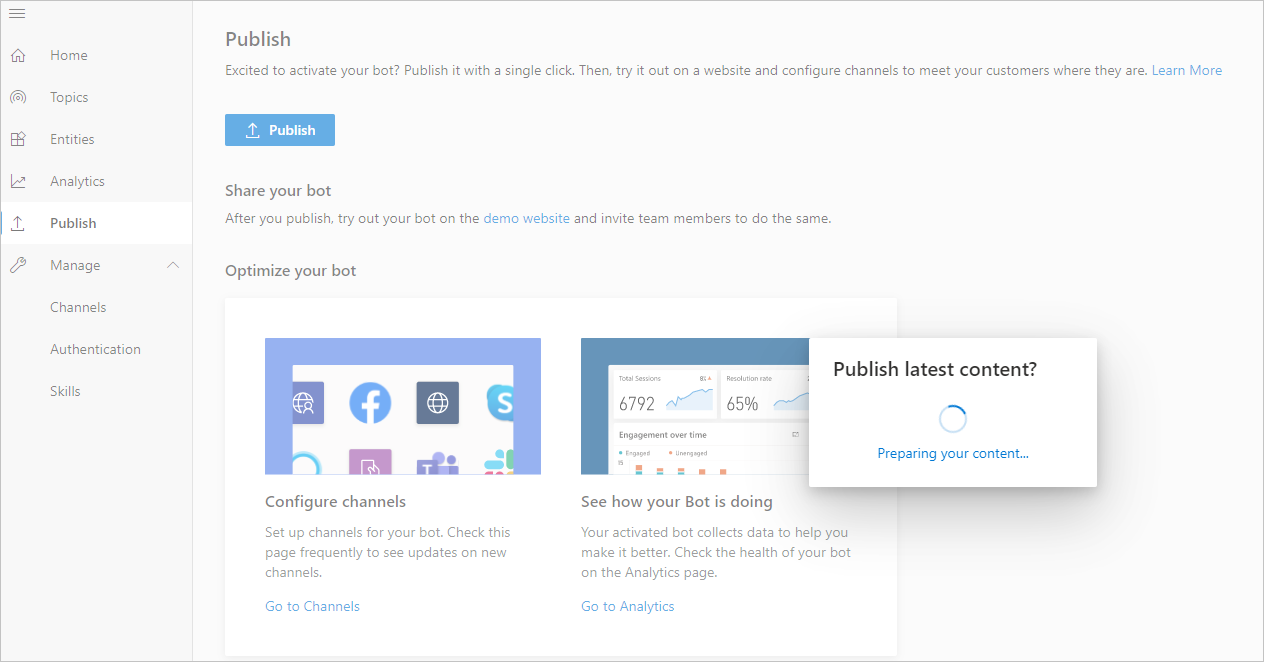 Home
Topics
Entities
Analytics
Publish
Manage
Channels
Authentication
Skills
Publish
Excited to activate your bot? Publish it with a single click. Then, try it out on a website and configure channels to meet your customers where they are. Learn More
Publish
Share your bot
After you publish, try out your bot on the demo website and invite team members to do the same.
Optimize your bot
Total Sessions
6792
Resolution rate
65%
Engagement over time
Engaged Unengaged
15
Configure channels
Set up channels for your bot. Check this
page frequently to see updates on new
channels.
Go to Channels
See how your Bot is doing
Your activated bot collects data to help you
make it better. Check the health of your bot
on the Analytics page.
Go to Analytics
Publish latest content?
Preparing your content...